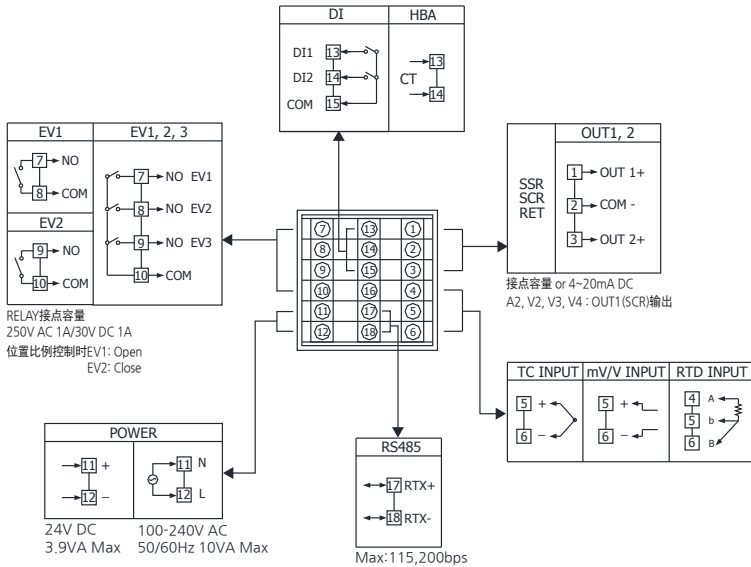 DI HBA
DI1 13
DI2 14
COM 15
CT
13
14
EV1 EV1, 2, 3
7 NO
8 COM
EV2
9 NO
10 COM
7 NO EV1
8 NO EV2
9 NO EV3
10 COM
RELAY接点容量
250V AC 1A/30V DC 1A
位置比例控制时EV1: Open
EV2: Close
7 13 1
8 14 2
9 15 3
10 16 4
11 17 5
12 18 6
OUT1, 2
SSR
SCR
RET
1 OUT 1+
2 COM -
3 OUT 2+
接点容量 or 4~20mA DC
A2, V2, V3, V4 : OUT1(SCR)输出
TC INPUT mV/V INPUT RTD INPUT
5 + 5 + 4 A
5 b
6 − 6 − 6 B
POWER
11 + 11 N
12 − 12 L
24V DC 100-240V AC
3.9VA Max 50/60Hz 10VA Max
RS485
17 RTX+
18 RTX-
Max:115,200bps